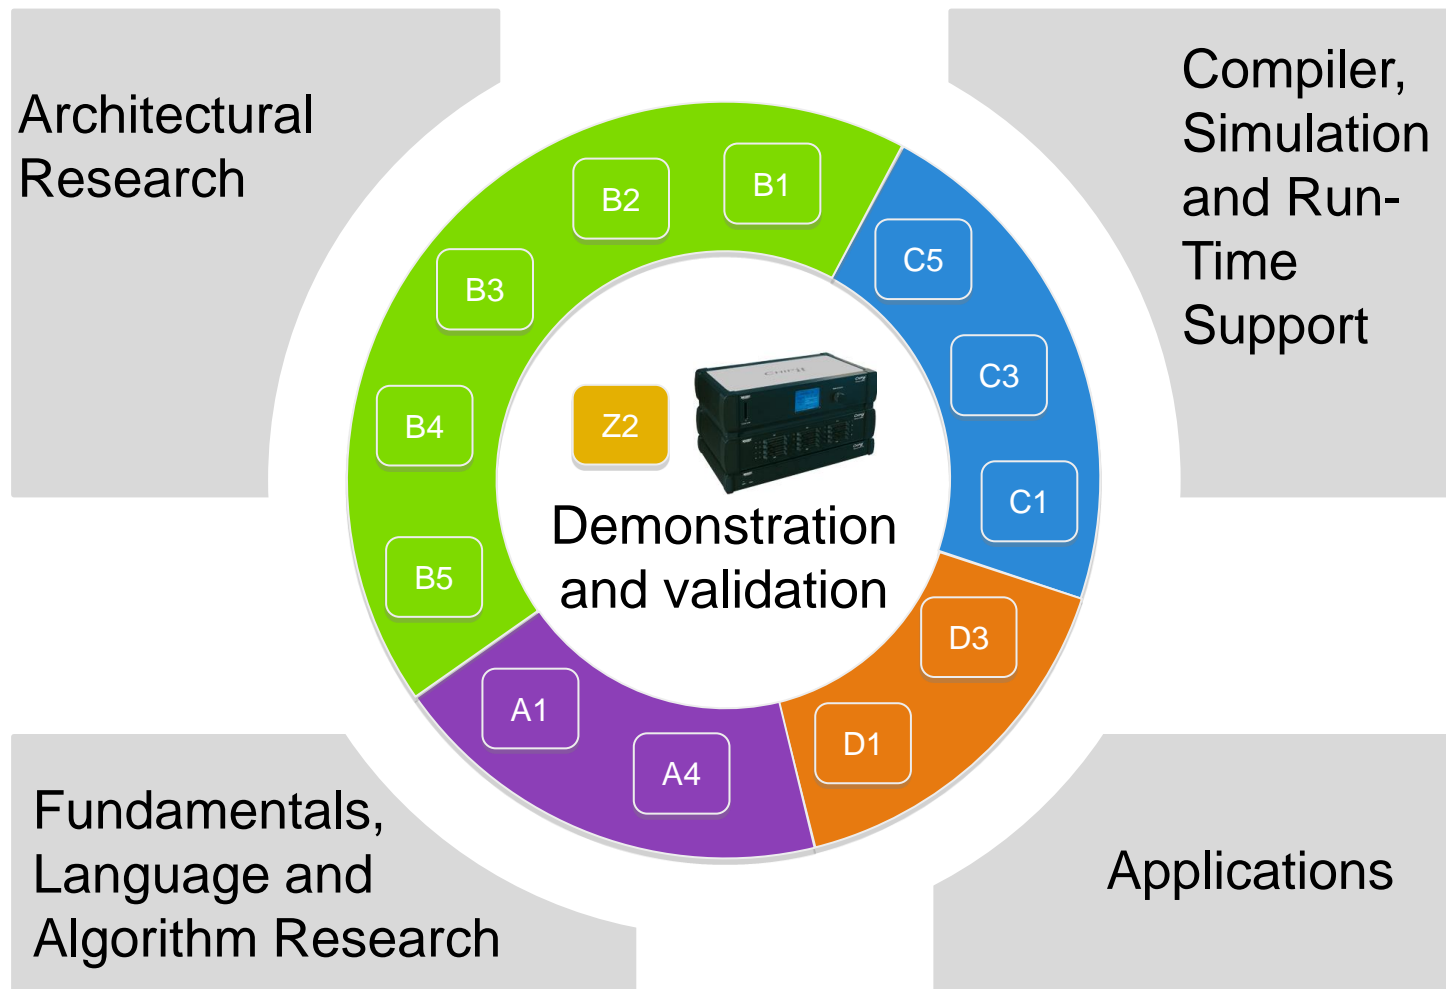 Architectural
Research
Compiler,
Simulation
and Run-
Time
Support
B1
B2
B3
B4
B5
C5
C3
C1
Z2
Demonstration
and validation
D3
D1
A1
A4
Fundamentals,
Language and
Algorithm Research
Applications